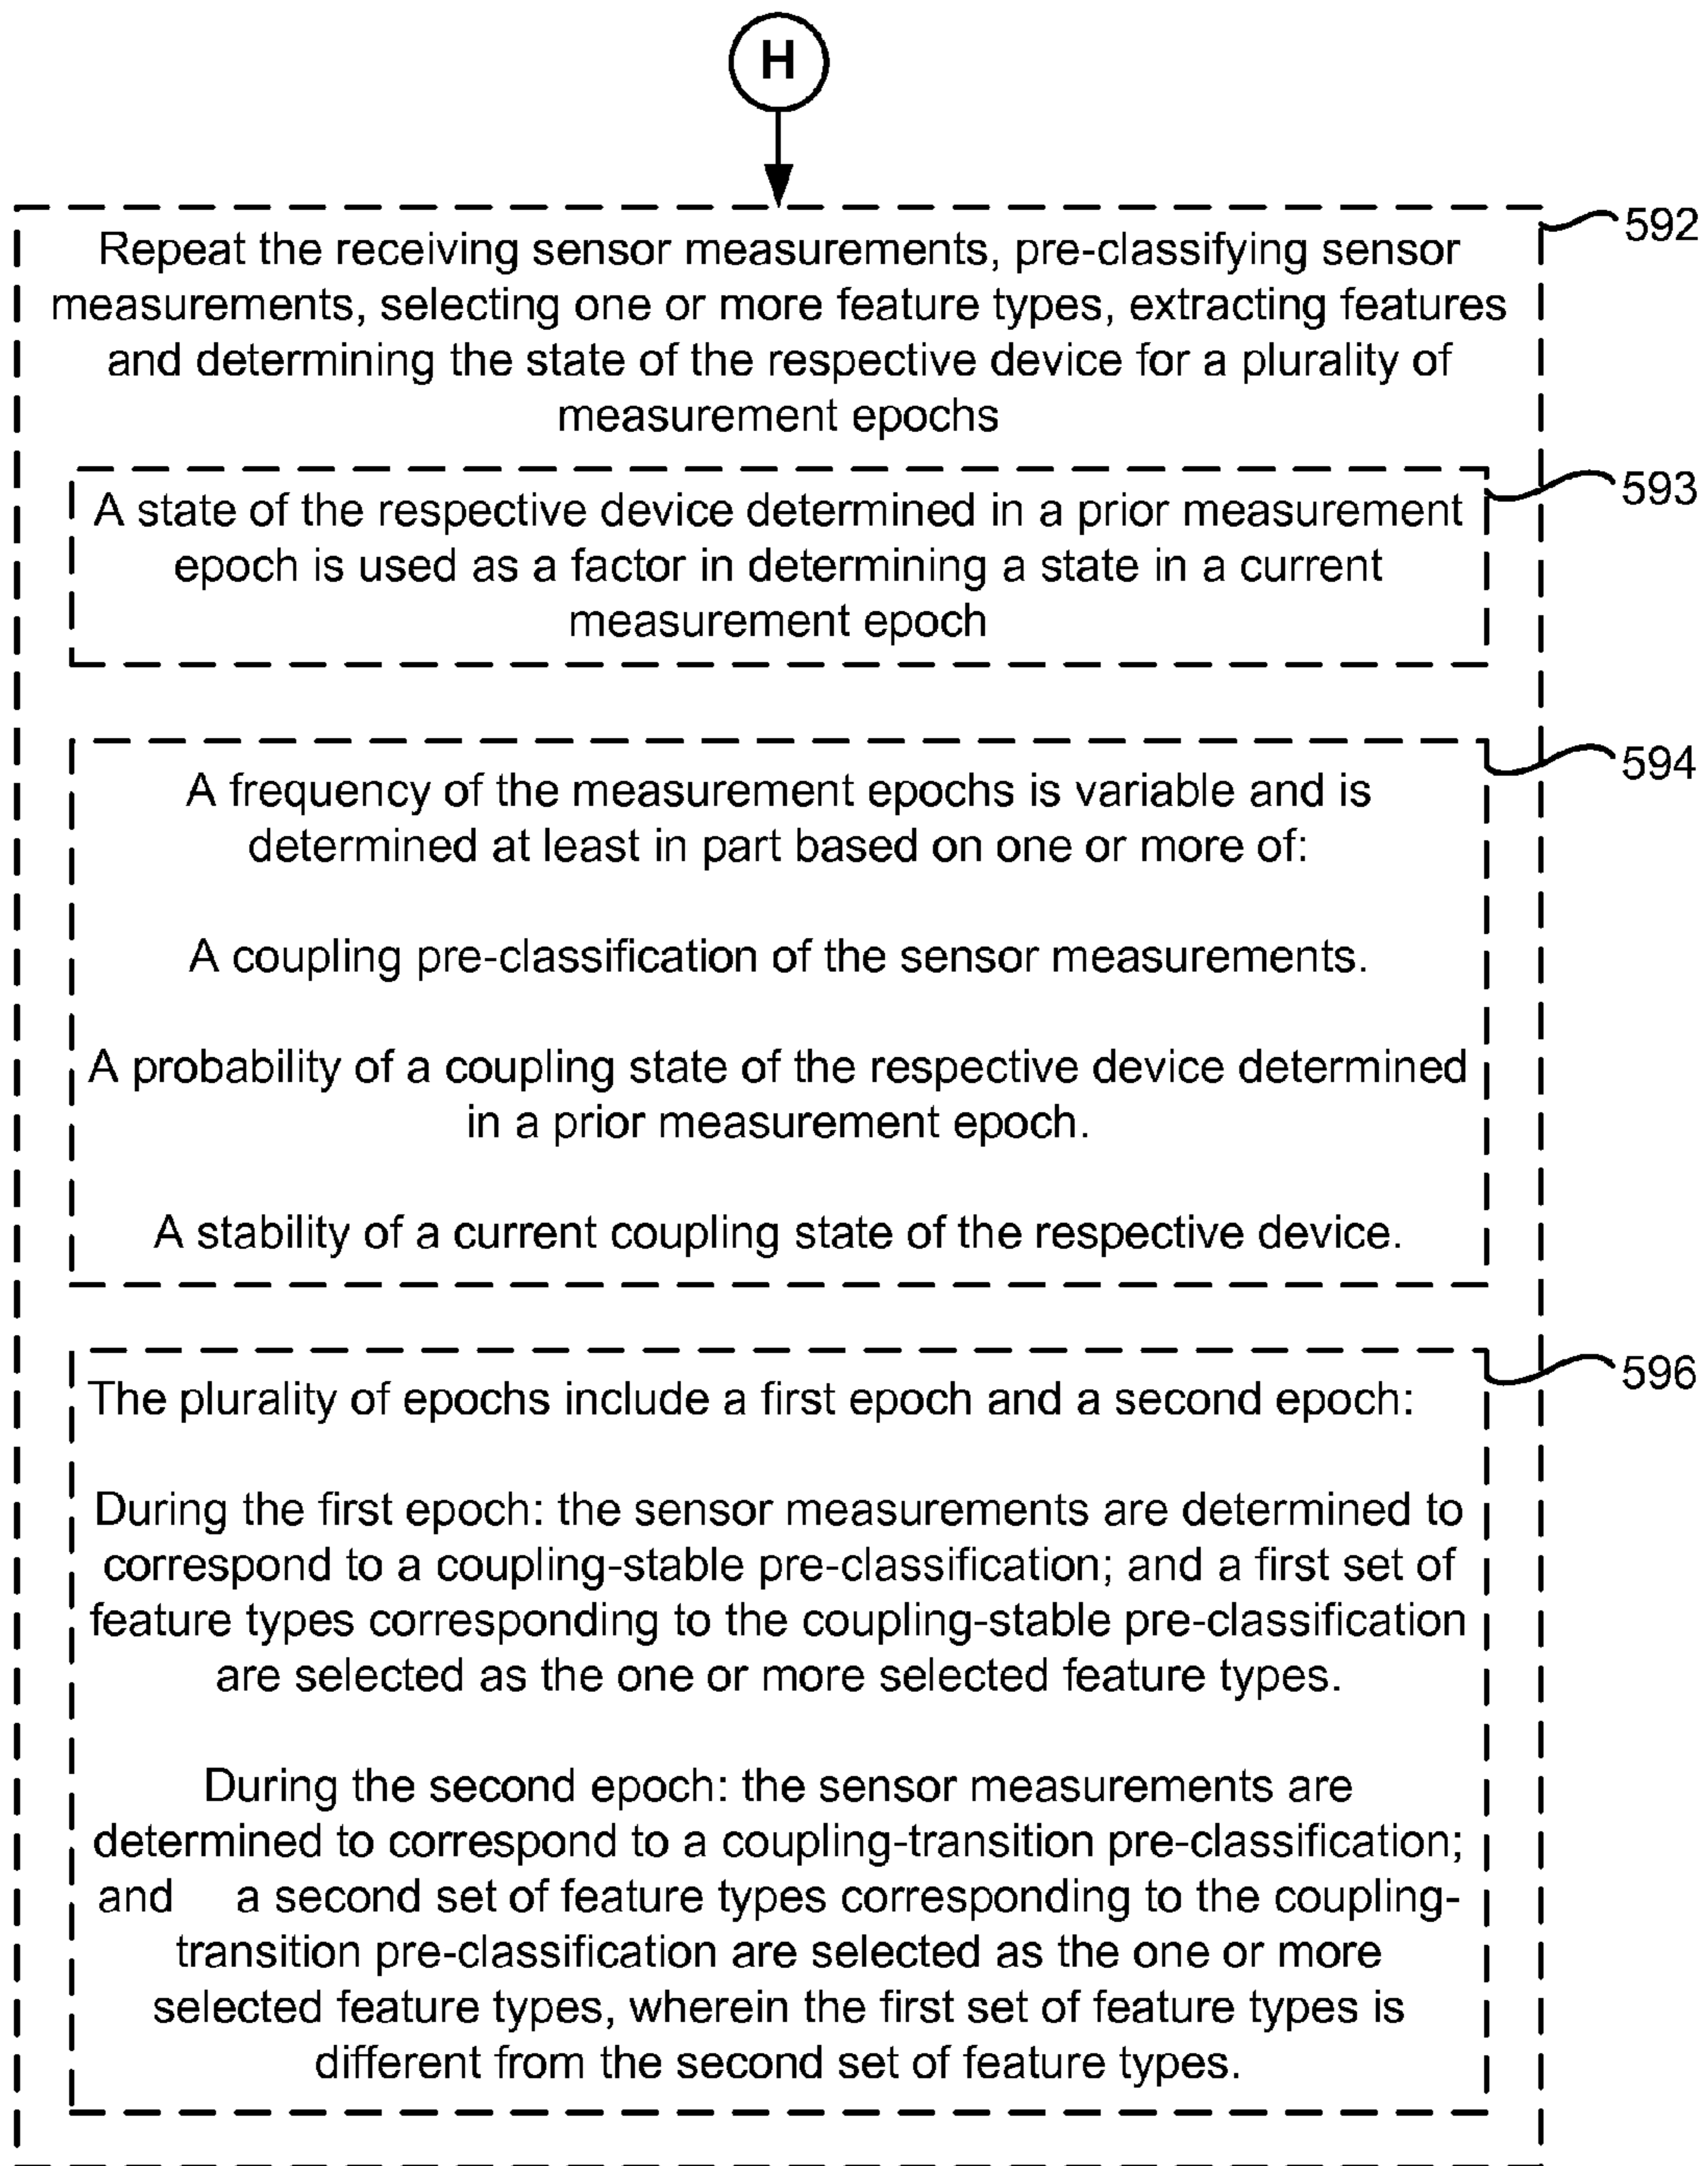 H
592
Repeat the receiving sensor measurements, pre-classifying sensor
measurements, selecting one or more feature types, extracting features
and determining the state of the respective device for a plurality of
measurement epochs
593
A state of the respective device determined in a prior measurement
epoch is used as a factor in determining a state in a current
measurement epoch
594
A frequency of the measurement epochs is variable and is
determined at least in part based on one or more of:
A coupling pre-classification of the sensor measurements.
A probability of a coupling state of the respective device determined
in a prior measurement epoch.
A stability of a current coupling state of the respective device.
596
The plurality of epochs include a first epoch and a second epoch:
During the first epoch: the sensor measurements are determined to
correspond to a coupling-stable pre-classification; and a first set of
feature types corresponding to the coupling-stable pre-classification
are selected as the one or more selected feature types.
During the second epoch: the sensor measurements are
determined to correspond to a coupling-transition pre-classification;
and a second set of feature types corresponding to the coupling-
transition pre-classification are selected as the one or more
selected feature types, wherein the first set of feature types is
different from the second set of feature types.